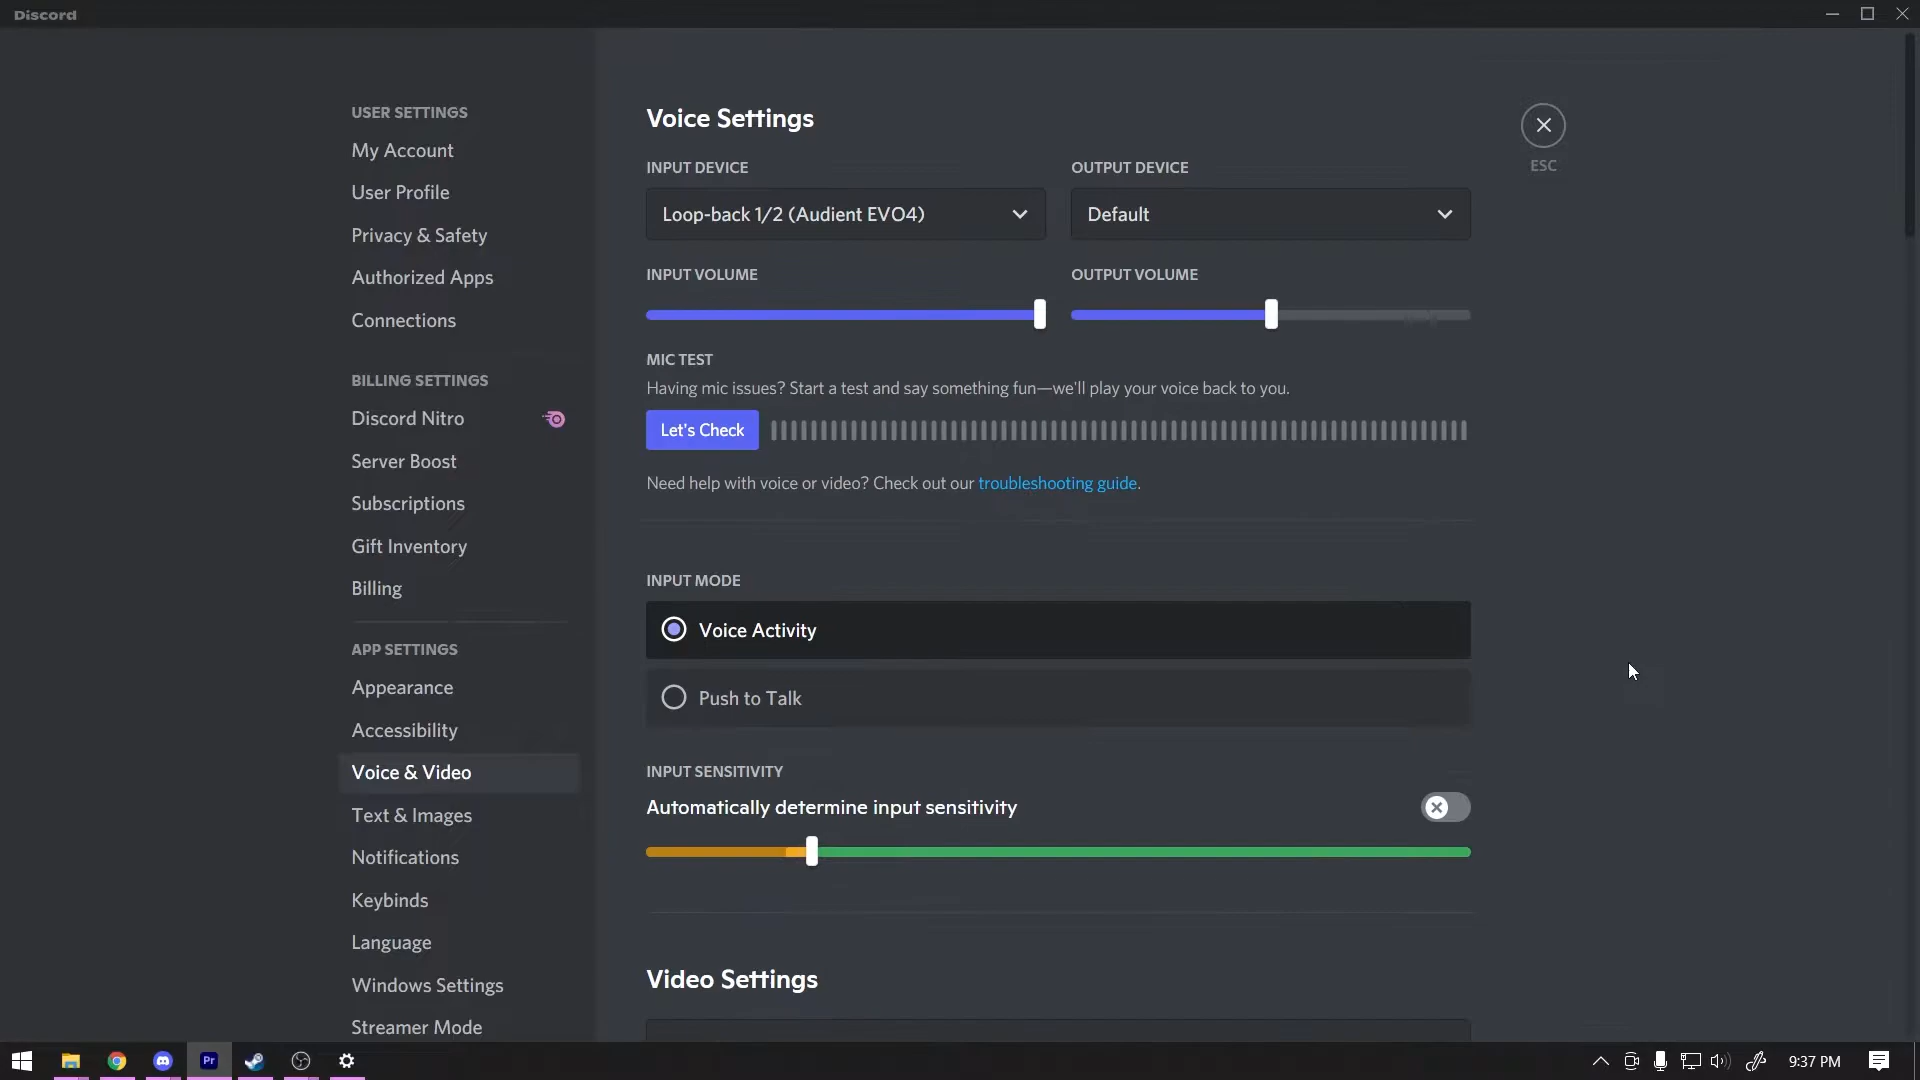 Discord
USER SETTINGS
My Account
User Profile
Privacy & Safety
Authorized Apps
Connections
BILLING SETTINGS
Discord Nitro
Server Boost
Subscriptions
Gift Inventory
Billing
APP SETTINGS
Appearance
Accessibility
Voice & Video
Text & Images
Notifications
Keybinds
Language
Windows Settings
Streamer Mode
Voice Settings
INPUT DEVICE
Loop-back 1/2 (Audient EVO4)
OUTPUT DEVICE
Default
INPUT VOLUME
OUTPUT VOLUME
MIC TEST
Having mic issues? Start a test and say something fun—we'll play your voice back to you.
Let's Check
Need help with voice or video? Check out our troubleshooting guide.
INPUT MODE
Voice Activity
Push to Talk
INPUT SENSITIVITY
Automatically determine input sensitivity
Video Settings
ESC
Pr
9:37 PM